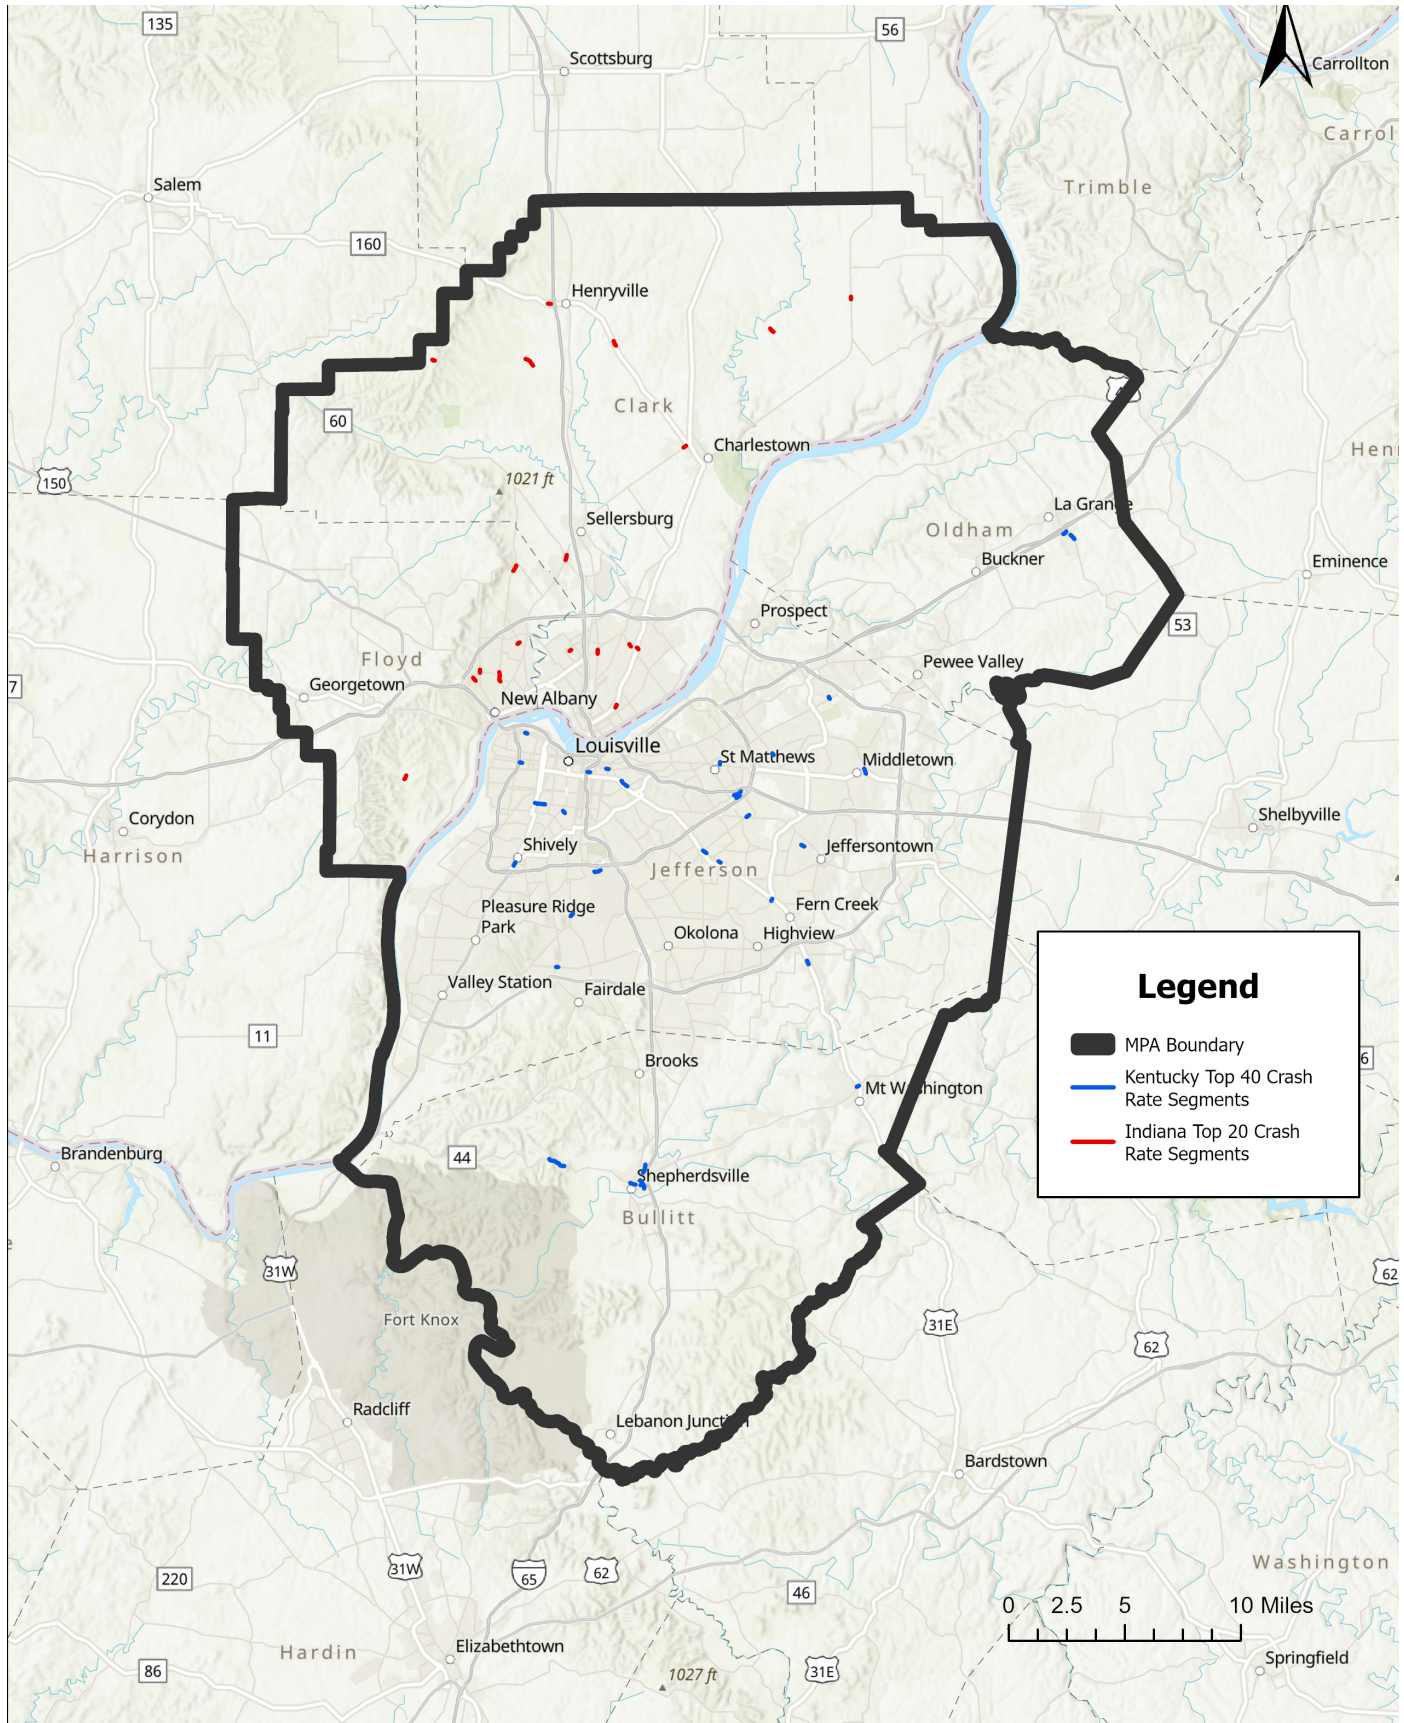 135
56
Scottsburg
Carrollton
Carrol
Salem
Trimble
160
Henryville
Clark
60
Charlestown
Henr
150
1021 ft
La Grange
Sellersburg
Oldham
Buckner
Eminence
Prospect
53
Floyd
Pewee Valley
7
Georgetown
New Albany
Louisville
St Matthews
Middletown
Corydon
Shelbyville
Harrison
Shively
Jeffersontown
Jefferson
Pleasure Ridge
Park
Fern Creek
Okolona
Highview
Valley Station
Fairdale
Legend
11
MPA Boundary
Brooks
6
Kentucky Top 40 Crash
Rate Segments
Mt Washington
Indiana Top 20 Crash
Rate Segments
Brandenburg
44
Shepherdsville
Bullitt
e
31W
62
Fort Knox
31E
62
Radcliff
Lebanon Junction
Bardstown
Washington
31W
65
62
220
46
0 2.5 5 10 Miles
Hardin
Elizabethtown
Springfield
86
1027 ft
31E